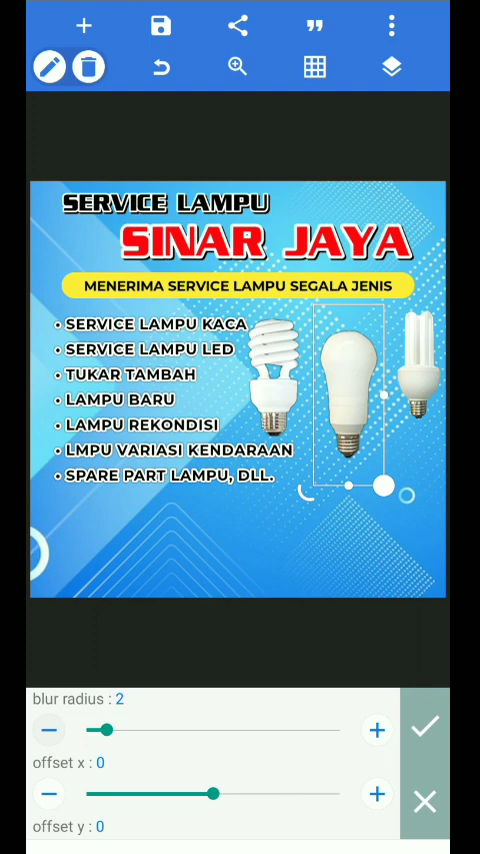 SERVICE LAMPU
SINAR JAYA
MENERIMA SERVICE LAMPU SEGALA JENIS
• SERVICE LAMPU KACA
• SERVICE LAMPU LED
• TUKAR TAMBAH
• LAMPU BARU
• LAMPU REKONDISI
• LMPU VARIASI KENDARAAN
• SPARE PART LAMPU, DLL.
blur radius : 2
offset x : 0
offset y : 0